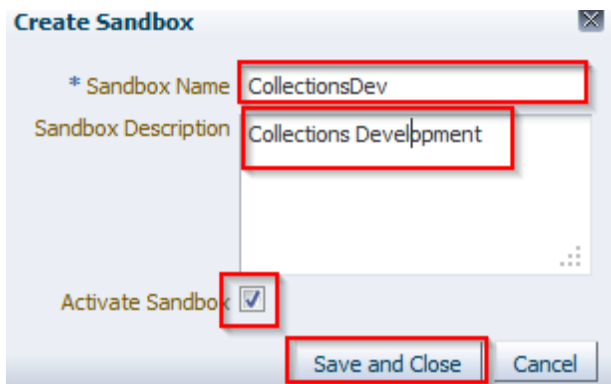 Create Sandbox
* Sandbox Name CollectionsDev
Sandbox Description Collections Development
Activate Sandbox
Save and Close Cancel